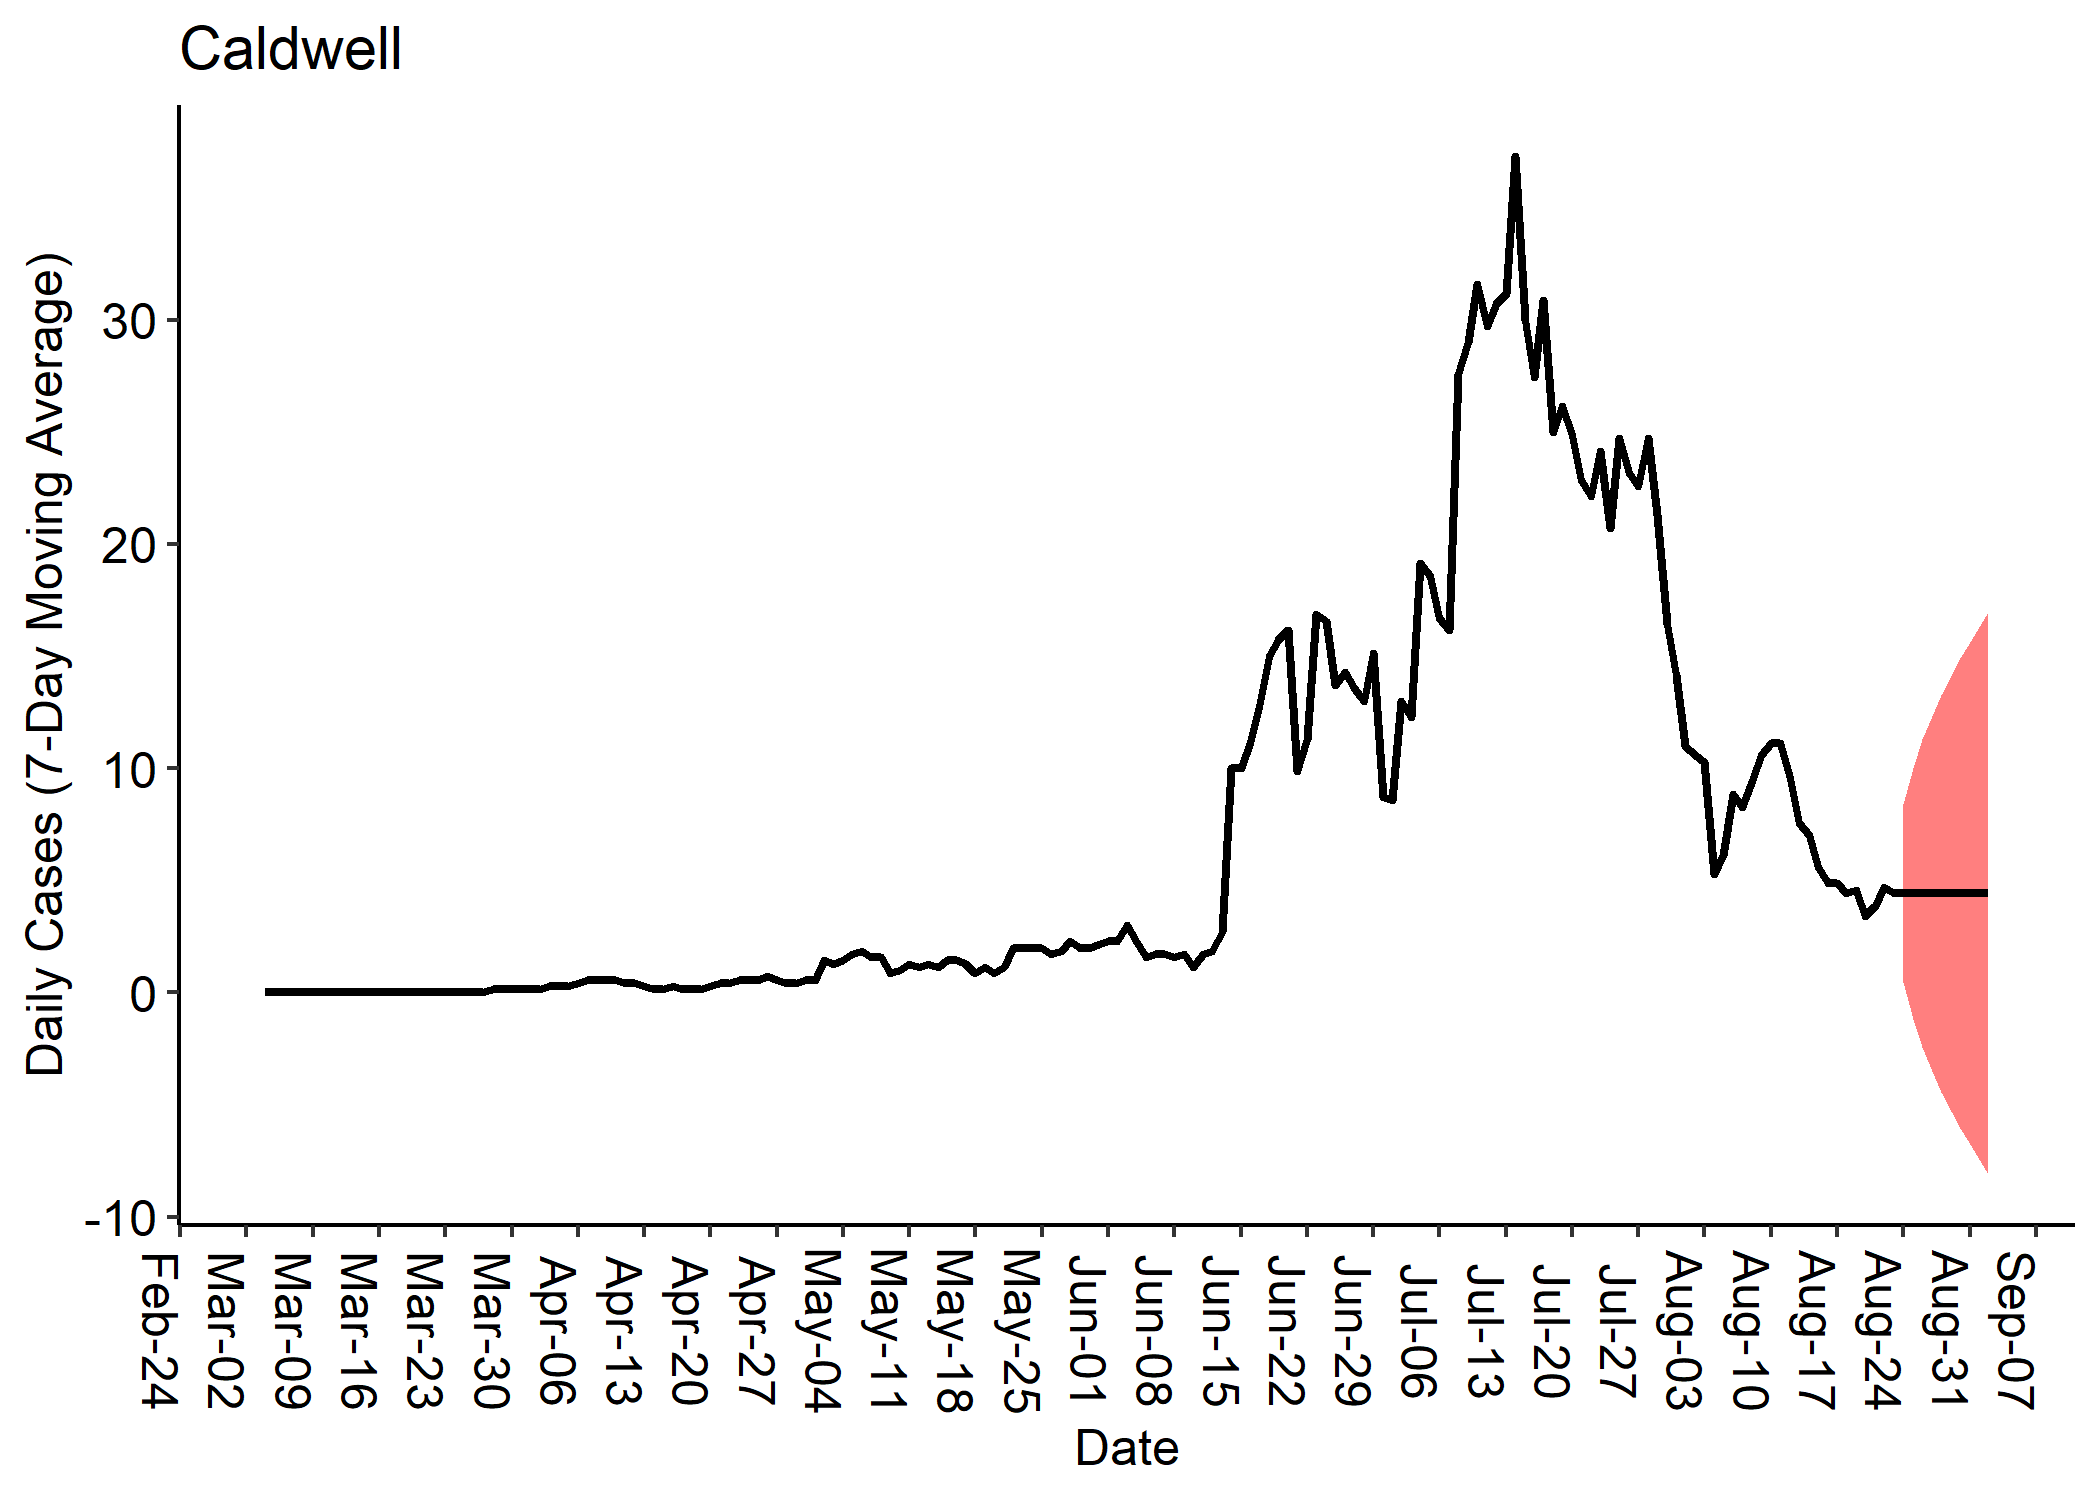 Caldwell
Daily Cases (7-Day Moving Average)
30
20
10
0
-10
Feb-24
Mar-02
Mar-09
Mar-16
Mar-23
Mar-30
Apr-06
Apr-13
Apr-20
Apr-27
May-04
May-11
May-18
May-25
Jun-01
Jun-08
Jun-15
Jun-22
Jun-29
Jul-06
Jul-13
Jul-20
Jul-27
Aug-03
Aug-10
Aug-17
Aug-24
Aug-31
Sep-07
Date